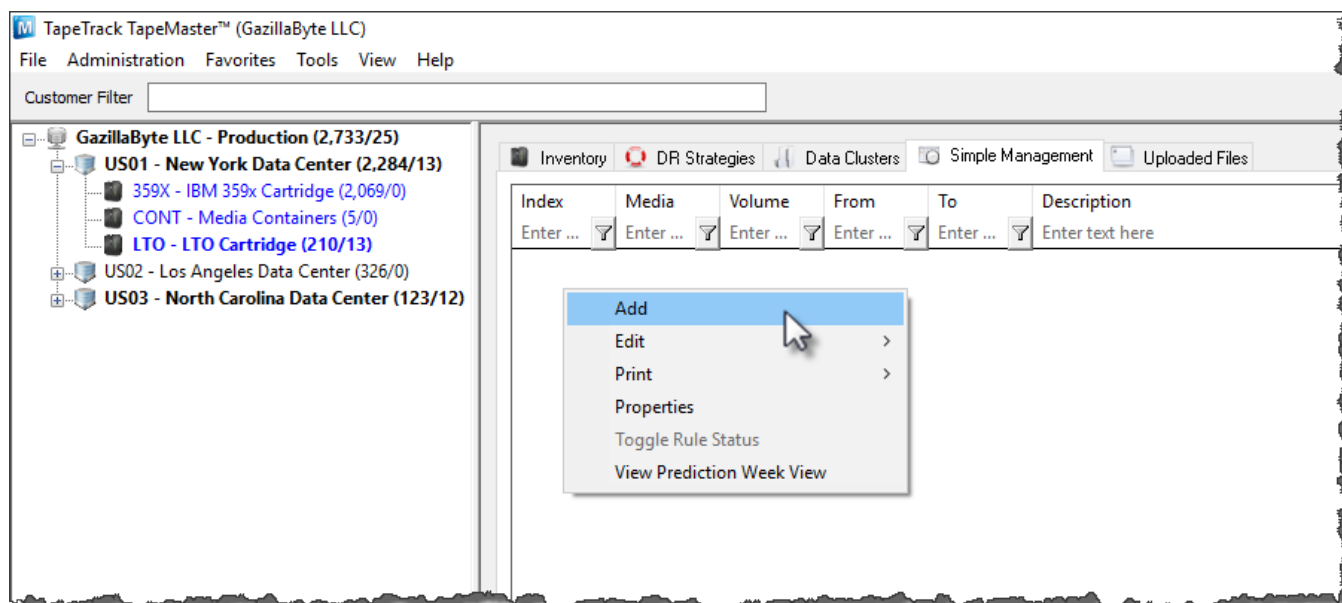 TapeTrack TapeMaster™ (GazillaByte LLC)
File Administration Favorites Tools View Help
Customer Filter
GazillaByte LLC - Production (2,733/25)
US01 - New York Data Center (2,284/13)
359X - IBM 359x Cartridge (2,069/0)
CONT - Media Containers (5/0)
LTO - LTO Cartridge (210/13)
US02 - Los Angeles Data Center (326/0)
US03 - North Carolina Data Center (123/12)
Inventory DR Strategies Data Clusters Simple Management Uploaded Files
Index Media Volume From To Description
Enter ... Enter ... Enter ... Enter ... Enter ... Enter text here
Add
Edit
Print
Properties
Toggle Rule Status
View Prediction Week View